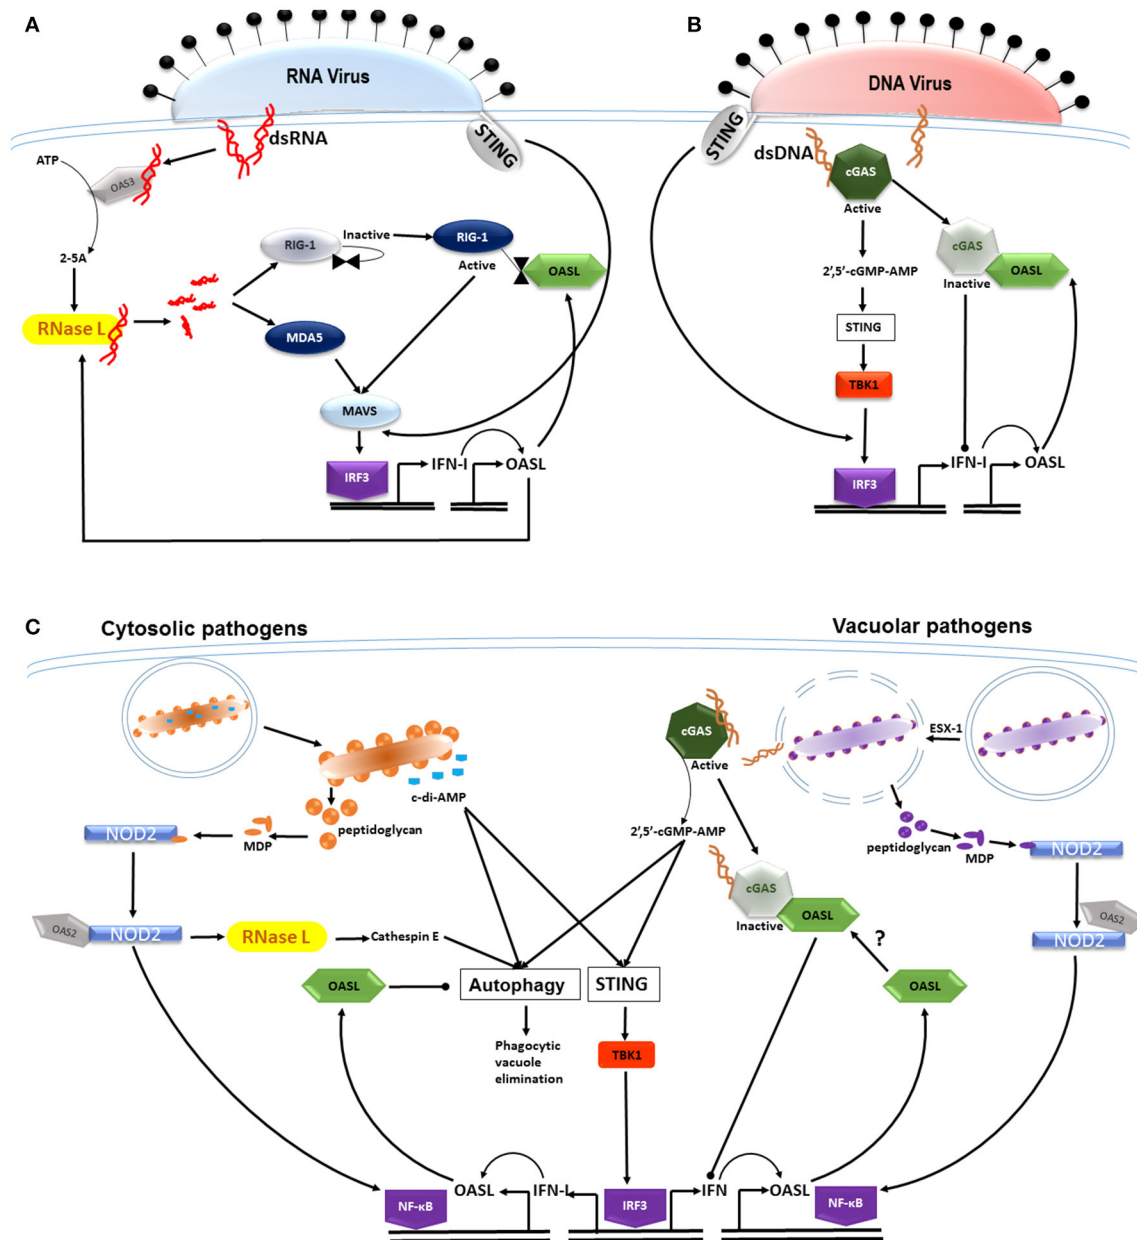 A
RNA Virus
dsRNA
STING
ATP
OAS3
2-5A
RNase L
RIG-1
Inactive
RIG-1
Active
OASL
MDA5
MAVS
IRF3
IFN-I
OASL
B
DNA Virus
STING
dsDNA
cGAS
Active
cGAS
Inactive
OASL
2′,5′-cGMP-AMP
STING
TBK1
IRF3
IFN-I
OASL
C
Cytosolic pathogens
Vacuolar pathogens
ESX-1
cGAS
Active
c-di-AMP
peptidoglycan
MDP
NOD2
2′,5′-cGMP-AMP
peptidoglycan
MDP
NOD2
cGAS
Inactive
OASL
OAS2
NOD2
RNase L
Cathespin E
OAS2
NOD2
?
OASL
Autophagy
STING
OASL
Phagocytic
vacuole
elimination
TBK1
NF-κB
OASL
IFN-I
IRF3
IFN
OASL
NF-κB